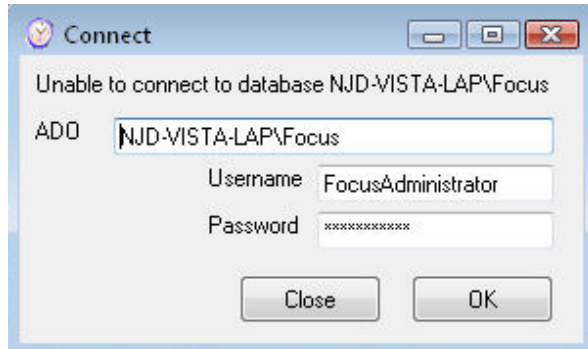 Connect
Unable to connect to database NJD-VISTA-LAP\Focus
ADO NJD-VISTA-LAP\Focus
Username FocusAdministrator
Password ***********
Close OK